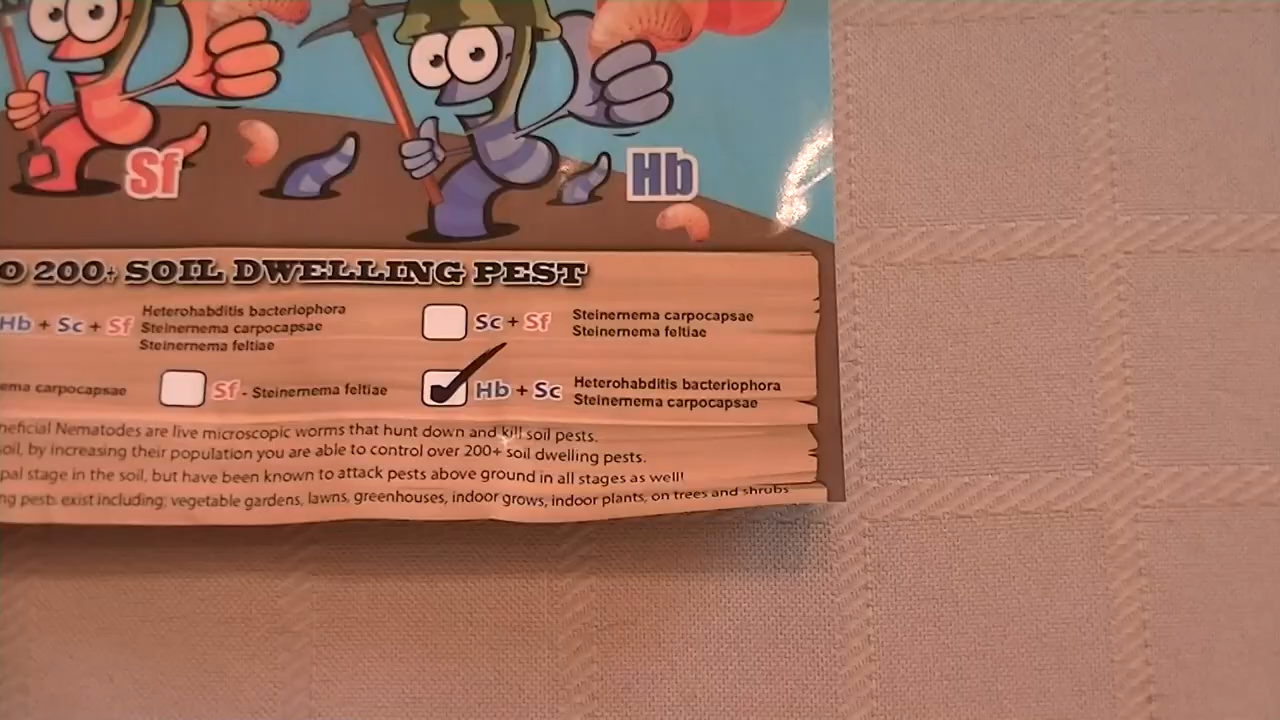 Sf
Hb
O 200+ SOIL DWELLING PEST
Hb + Sc + Sf Heterohabditis bacteriophora
Steinernema carpocapsae
Steinernema feltiae
Sc + Sf Steinernema carpocapsae
Steinernema feltiae
ema carpocapsae
Sf - Steinernema feltiae
Hb + Sc Heterohabditis bacteriophora
Steinernema carpocapsae
neficial Nematodes are live microscopic worms that hunt down and kill soil pests.
oil, by increasing their population you are able to control over 200+ soil dwelling pests.
pal stage in the soil, but have been known to attack pests above ground in all stages as well!
ng pests exist including; vegetable gardens, lawns, greenhouses, indoor grows, indoor plants, on trees and shrubs